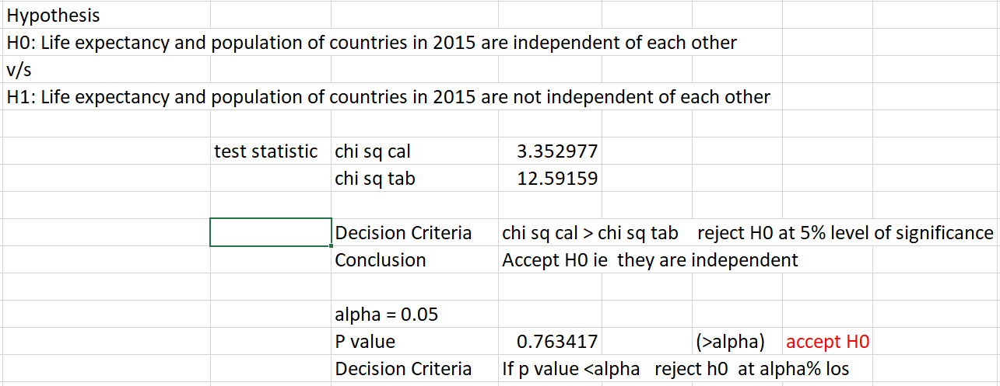 Hypothesis
H0: Life expectancy and population of countries in 2015 are independent of each other
v/s
H1: Life expectancy and population of countries in 2015 are not independent of each other
test statistic chi sq cal 3.352977
chi sq tab 12.59159
Decision Criteria chi sq cal > chi sq tab reject H0 at 5% level of significance
Conclusion Accept H0 ie they are independent
alpha = 0.05
P value 0.763417 (>alpha) accept H0
Decision Criteria If p value <alpha reject h0 at alpha% los